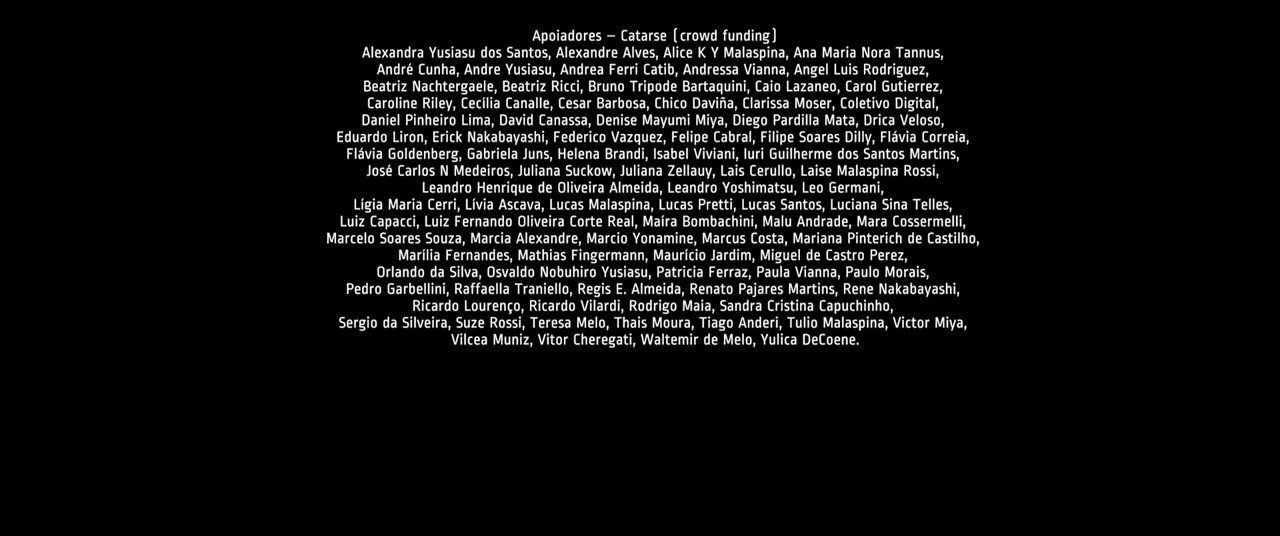 Apoiadores – Catarse (crowd funding)
Alexandra Yusiasu dos Santos, Alexandre Alves, Alice K Y Malaspina, Ana Maria Nora Tannus,
André Cunha, Andre Yusiasu, Andrea Ferri Catib, Andressa Vianna, Angel Luis Rodriguez,
Beatriz Nachtergaele, Beatriz Ricci, Bruno Tripode Bartaquini, Caio Lazaneo, Carol Gutierrez,
Caroline Riley, Cecília Canalle, Cesar Barbosa, Chico Daviña, Clarissa Moser, Coletivo Digital,
Daniel Pinheiro Lima, David Canassa, Denise Mayumi Miya, Diego Pardilla Mata, Drica Veloso,
Eduardo Liron, Erick Nakabayashi, Federico Vazquez, Felipe Cabral, Filipe Soares Dilly, Flávia Correia,
Flávia Goldenberg, Gabriela Juns, Helena Brandi, Isabel Viviani, Iuri Guilherme dos Santos Martins,
José Carlos N Medeiros, Juliana Suckow, Juliana Zellauy, Lais Cerullo, Laise Malaspina Rossi,
Leandro Henrique de Oliveira Almeida, Leandro Yoshimatsu, Leo Germani,
Lígia Maria Cerri, Lívia Ascava, Lucas Malaspina, Lucas Pretti, Lucas Santos, Luciana Sina Telles,
Luiz Capacci, Luiz Fernando Oliveira Corte Real, Maíra Bombachini, Malu Andrade, Mara Cossermelli,
Marcelo Soares Souza, Marcia Alexandre, Marcio Yonamine, Marcus Costa, Mariana Pinterich de Castilho,
Marília Fernandes, Mathias Fingermann, Maurício Jardim, Miguel de Castro Perez,
Orlando da Silva, Osvaldo Nobuhiro Yusiasu, Patricia Ferraz, Paula Vianna, Paulo Morais,
Pedro Garbellini, Raffaella Traniello, Regis E. Almeida, Renato Pajares Martins, Rene Nakabayashi,
Ricardo Lourenço, Ricardo Vilardi, Rodrigo Maia, Sandra Cristina Capuchinho,
Sergio da Silveira, Suze Rossi, Teresa Melo, Thais Moura, Tiago Anderi, Tulio Malaspina, Victor Miya,
Vilcea Muniz, Vitor Cheregati, Waltemir de Melo, Yulica DeCoene.